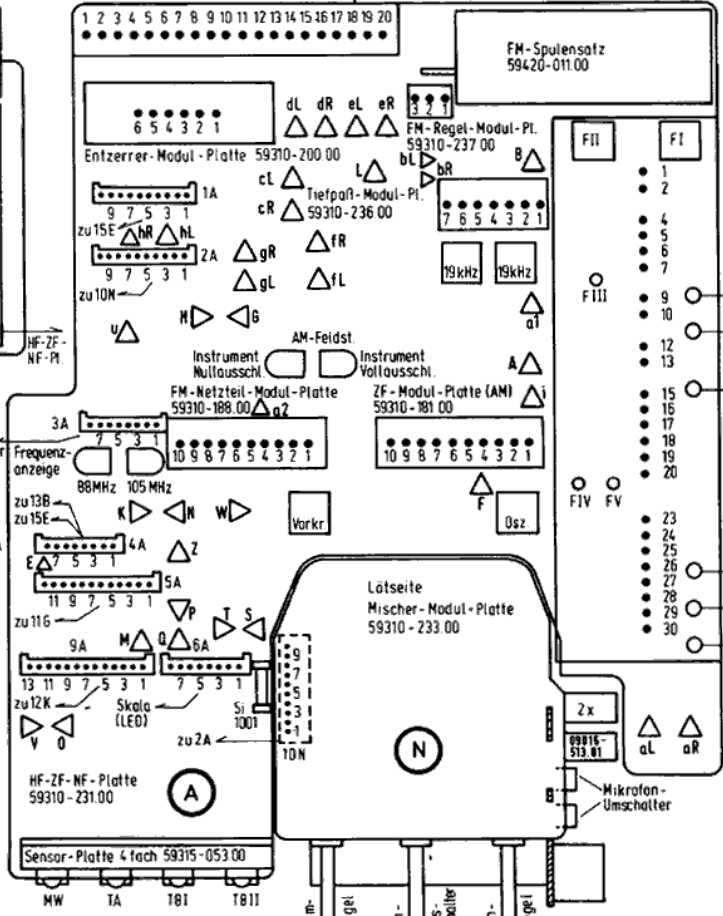 1 2 3 4 5 6 7 8 9 10 11 12 13 14 15 16 17 18 19 20
FM-Spulensatz
59420-011.00
6 5 4 3 2 1
dL dR eL eR
3 2 1
FM-Regel-Modul-Pl.
59310-237.00
FII
FI
Entzerrer-Modul-Platte 59310-200.00
bL
bR
B
L
cL
Tiefpaß-Modul-Pl.
59310-236.00
cR
1A
9 7 5 3 1
zu 15E
hR hL
7 6 5 4 3 2 1
2A
9 7 5 3 1
zu 10N
gR
fR
gL
fL
19kHz
19kHz
FIII
u
H
G
a1
HF-ZF-
NF-Pl.
AM-Feldst.
Instrument
Nullausschl.
Instrument
Vollausschl.
A
i
FM-Netzteil-Modul-Platte
59310-188.00
a2
ZF-Modul-Platte (AM)
59310-181.00
3A
7 5 3 1
10 9 8 7 6 5 4 3 2 1
10 9 8 7 6 5 4 3 2 1
Frequenz-
anzeige
88MHz
105MHz
F
FIV
FV
zu 13B
zu 15E
K
N
W
Vorkr.
Osz.
4A
7 5 3 1
E
Z
5A
11 9 7 5 3 1
zu 11G
P
T
S
M
Q
9A
6A
13 11 9 7 5 3 1
7 5 3 1
zu 12K
Skala
(LED)
Si
1001
V
O
zu 2A
9
7
5
3
1
10N
Lötseite
Mischer-Modul-Platte
59310-233.00
N
1
2
4
5
6
7
9
10
12
13
15
16
17
18
19
20
23
24
25
26
27
28
29
30
2x
09816-
513.01
aL
aR
Mikrofon-
Umschalter
HF-ZF-NF-Platte
59310-231.00
A
Sensor-Platte 4fach 59315-053.00
MW
TA
TBI
TBII